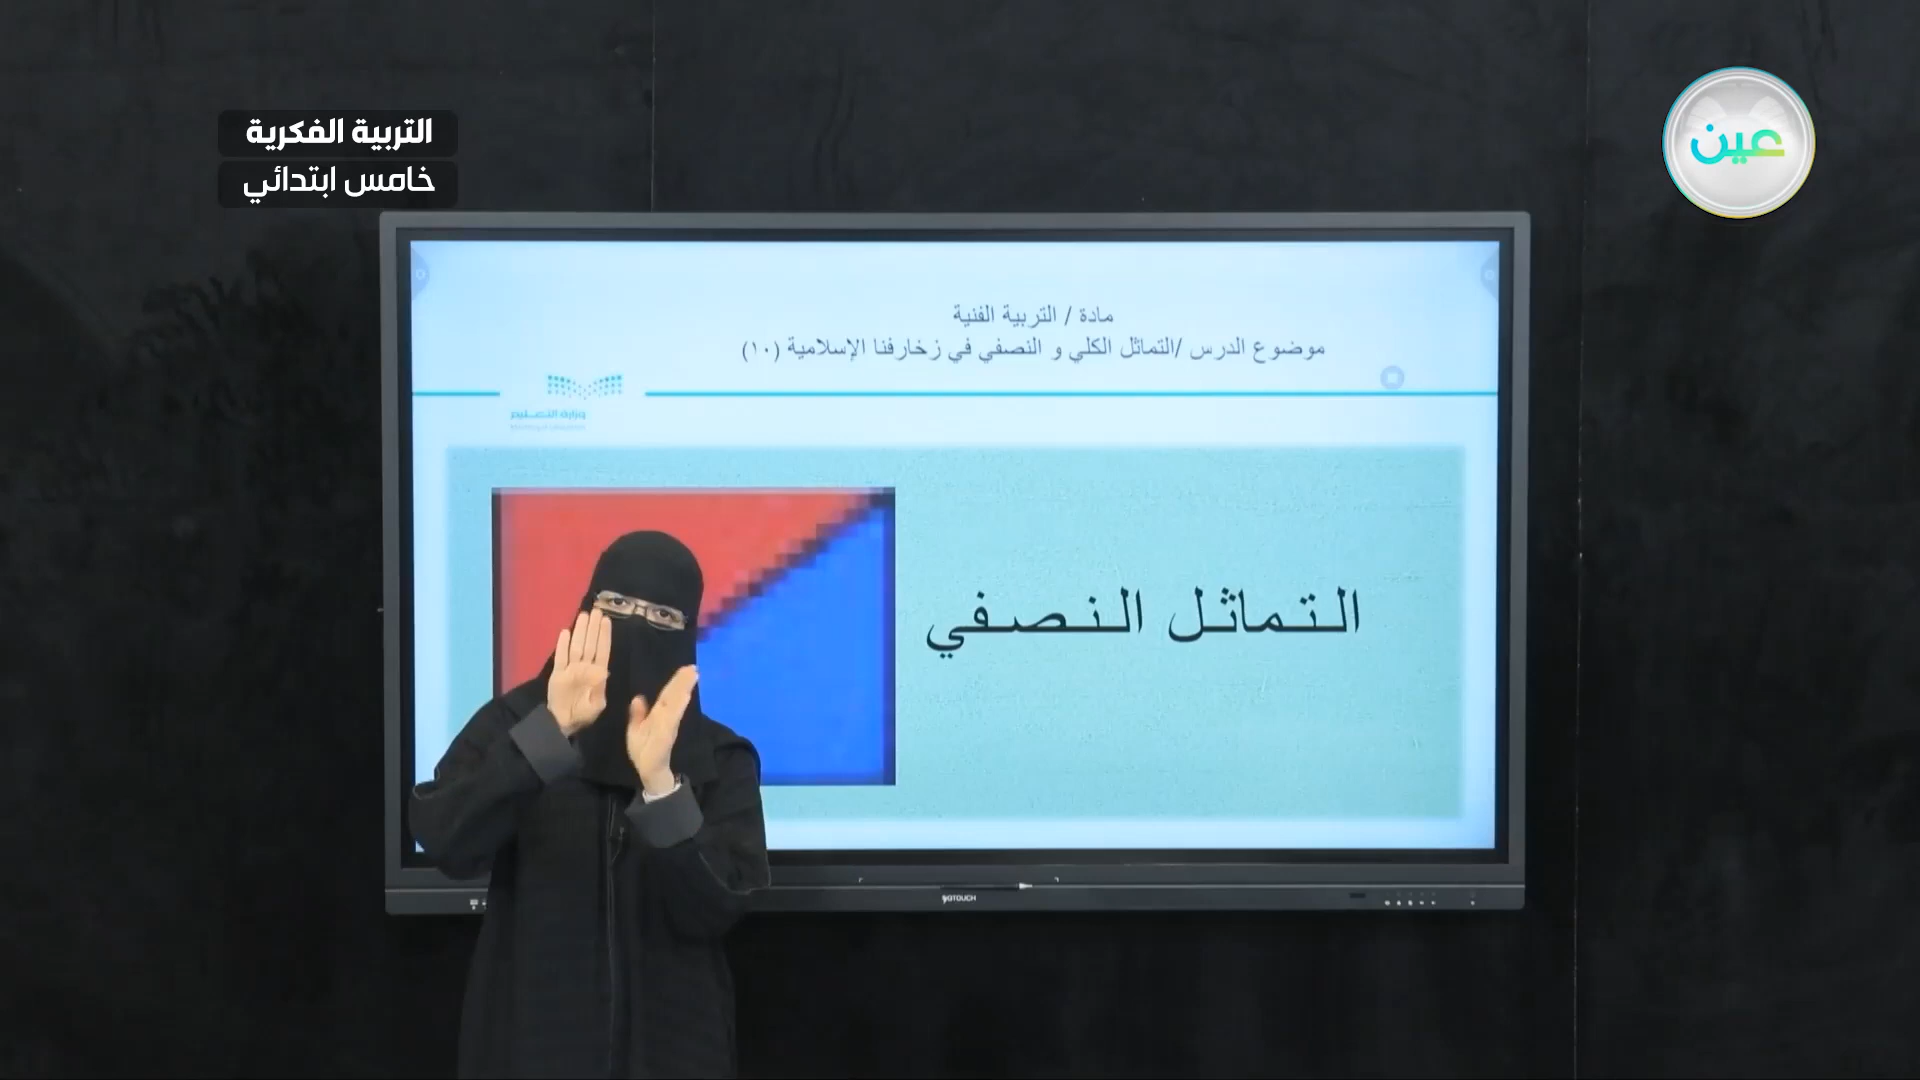 التربية الفكرية
خامس ابتدائي
عين
مادة / التربية الفنية
موضوع الدرس /التماثل الكلي و النصفي في زخارفنا الإسلامية (١٠)
وزارة التعليم
التماثل النصفي